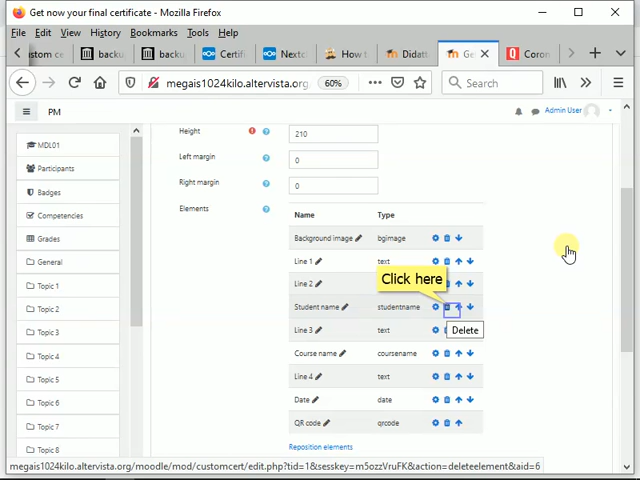 Get now your final certificate - Mozilla Firefox
File Edit View History Bookmarks Tools Help
om ce
backu
backu
Certifi
Nextc
How t
Didatt
Ge
Coron
megais1024kilo.altervista.org
60%
Search
PM
Admin User
MDL01
Participants
Badges
Competencies
Grades
General
Topic 1
Topic 2
Topic 3
Topic 4
Topic 5
Topic 6
Topic 7
Topic 8
Height 210
Left margin 0
Right margin 0
Elements
Name Type
Background image bgimage
Line 1 text
Line 2
Click here
Student name studentname
Delete
Line 3 text
Course name coursename
Line 4 text
Date date
QR code qrcode
Reposition elements
megais1024kilo.altervista.org/moodle/mod/customcert/edit.php?tid=1&sesskey=m5ozzVruFK&action=deleteelement&aid=6